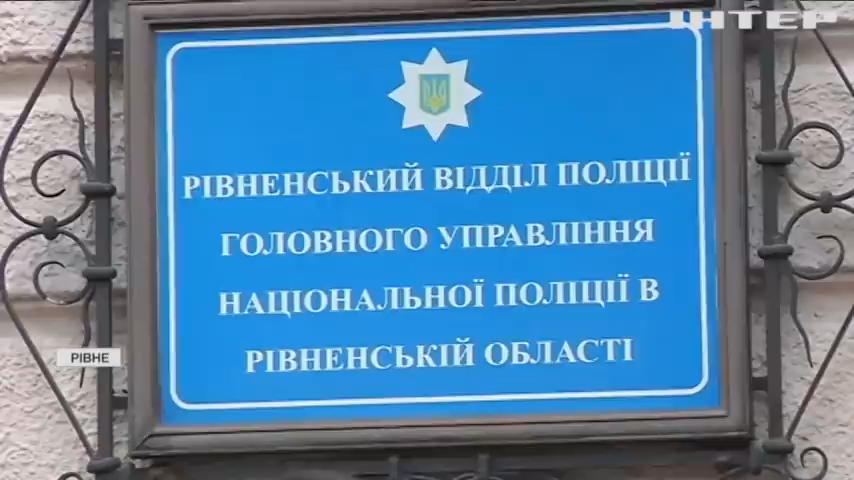 ІНТЕР
РІВНЕНСЬКИЙ ВІДДІЛ ПОЛІЦІЇ
ГОЛОВНОГО УПРАВЛІННЯ
НАЦІОНАЛЬНОЇ ПОЛІЦІЇ В
РІВНЕНСЬКІЙ ОБЛАСТІ
РІВНЕ